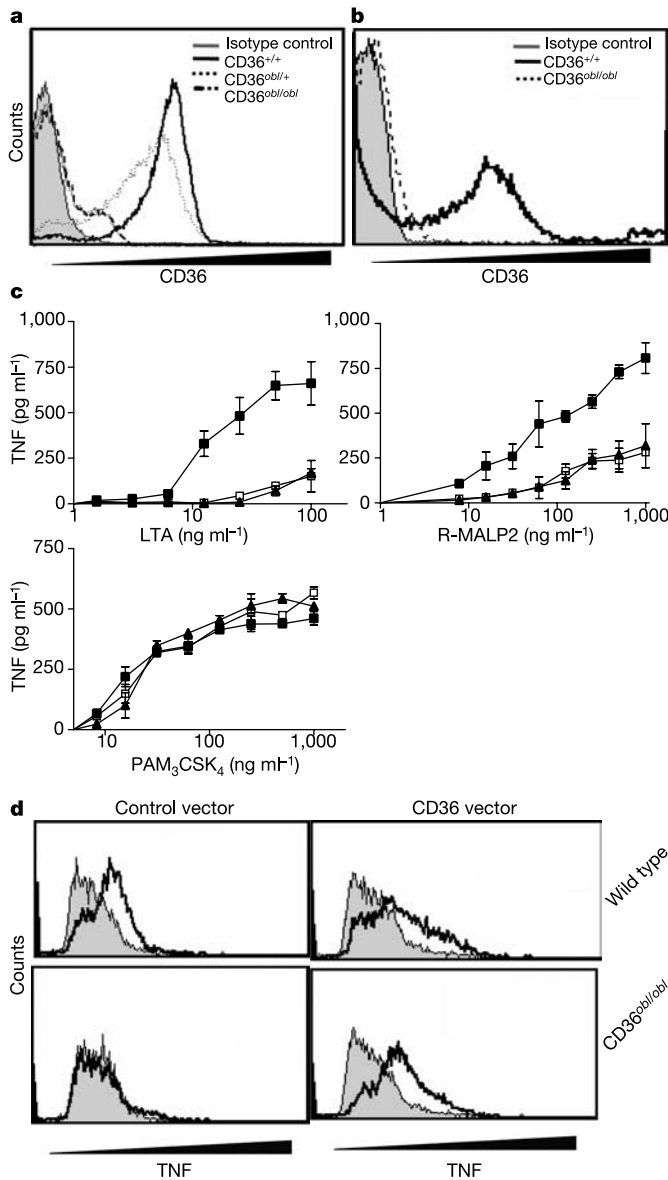 a
Isotype control
CD36+/+
CD36obl/+
CD36obl/obl
Counts
CD36
b
Isotype control
CD36+/+
CD36obl/obl
CD36
c
1,000
750
500
250
0
TNF (pg ml−1)
1 10 100
LTA (ng ml−1)
1,000
750
500
250
0
1 10 100 1,000
R-MALP2 (ng ml−1)
750
500
250
0
TNF (pg ml−1)
10 100 1,000
PAM3CSK4 (ng ml−1)
d
Control vector
CD36 vector
Wild type
CD36obl/obl
Counts
TNF
TNF